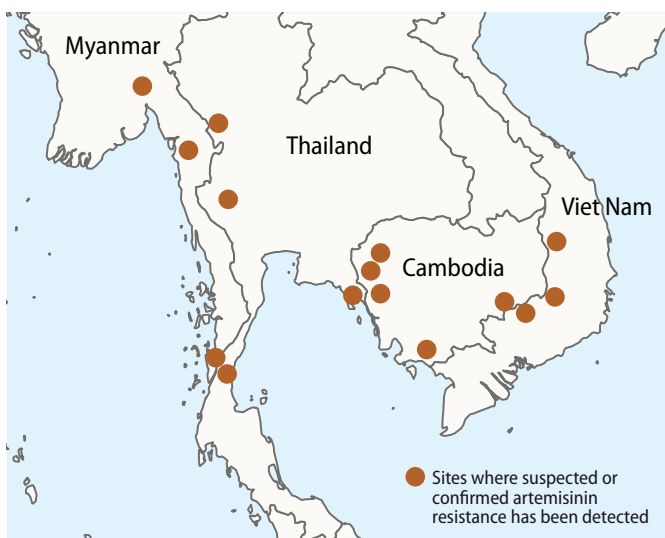 Myanmar
Thailand
Viet Nam
Cambodia
Sites where suspected or
confirmed artemisinin
resistance has been detected